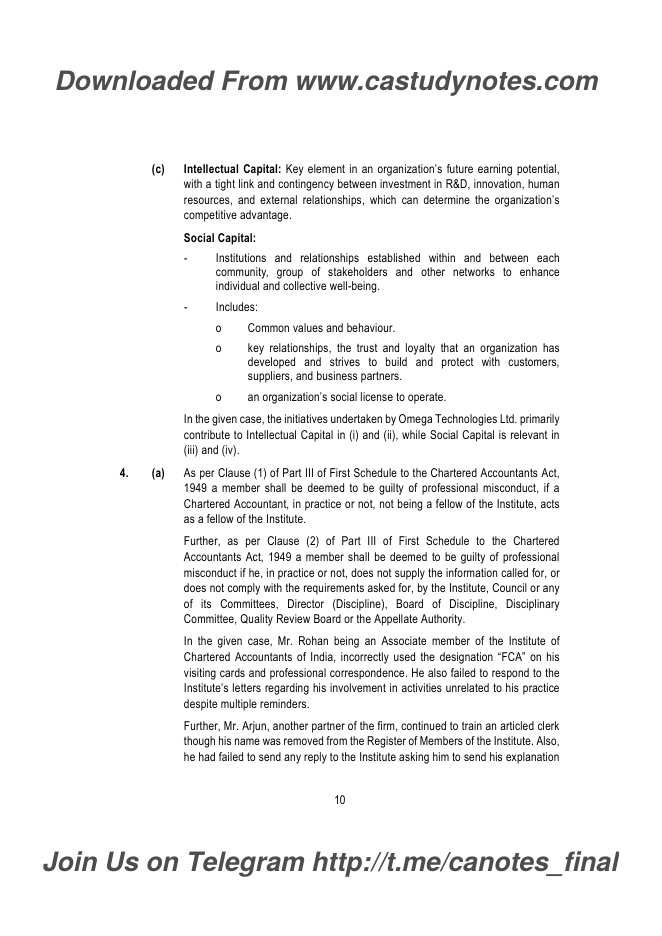 Downloaded From www.castudynotes.com
(c) Intellectual Capital: Key element in an organization’s future earning potential,
with a tight link and contingency between investment in R&D, innovation, human
resources, and external relationships, which can determine the organization’s
competitive advantage.
Social Capital:
- Institutions and relationships established within and between each
community, group of stakeholders and other networks to enhance
individual and collective well-being.
- Includes:
o Common values and behaviour.
o key relationships, the trust and loyalty that an organization has
developed and strives to build and protect with customers,
suppliers, and business partners.
o an organization’s social license to operate.
In the given case, the initiatives undertaken by Omega Technologies Ltd. primarily
contribute to Intellectual Capital in (i) and (ii), while Social Capital is relevant in
(iii) and (iv).
4. (a) As per Clause (1) of Part III of First Schedule to the Chartered Accountants Act,
1949 a member shall be deemed to be guilty of professional misconduct, if a
Chartered Accountant, in practice or not, not being a fellow of the Institute, acts
as a fellow of the Institute.
Further, as per Clause (2) of Part III of First Schedule to the Chartered
Accountants Act, 1949 a member shall be deemed to be guilty of professional
misconduct if he, in practice or not, does not supply the information called for, or
does not comply with the requirements asked for, by the Institute, Council or any
of its Committees, Director (Discipline), Board of Discipline, Disciplinary
Committee, Quality Review Board or the Appellate Authority.
In the given case, Mr. Rohan being an Associate member of the Institute of
Chartered Accountants of India, incorrectly used the designation “FCA” on his
visiting cards and professional correspondence. He also failed to respond to the
Institute’s letters regarding his involvement in activities unrelated to his practice
despite multiple reminders.
Further, Mr. Arjun, another partner of the firm, continued to train an articled clerk
though his name was removed from the Register of Members of the Institute. Also,
he had failed to send any reply to the Institute asking him to send his explanation
10
Join Us on Telegram http://t.me/canotes_final